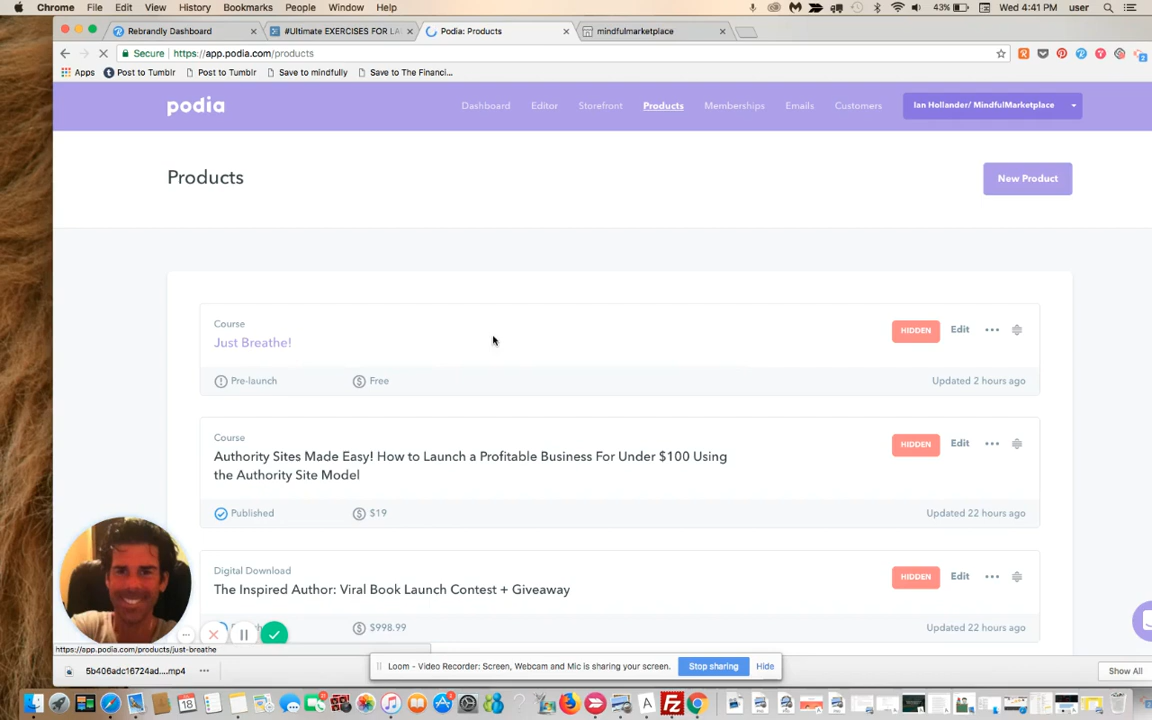 Chrome File Edit View History Bookmarks People Window Help 43% Wed 4:41 PM user
Rebrandly Dashboard #Ultimate EXERCISES FOR LA Podia: Products mindfulmarketplace
Secure https://app.podia.com/products
Apps Post to Tumblr Post to Tumblr Save to mindfully Save to The Financi...
podia Dashboard Editor Storefront Products Memberships Emails Customers Ian Hollander/ MindfulMarketplace
Products New Product
Course
Just Breathe! HIDDEN Edit
Pre-launch Free Updated 2 hours ago
Course
Authority Sites Made Easy! How to Launch a Profitable Business For Under $100 Using HIDDEN Edit
the Authority Site Model
Published $19 Updated 22 hours ago
Digital Download
The Inspired Author: Viral Book Launch Contest + Giveaway HIDDEN Edit
$998.99 Updated 22 hours ago
https://app.podia.com/products/just-breathe
Loom - Video Recorder: Screen, Webcam and Mic is sharing your screen. Stop sharing Hide
5b406adc16724ad....mp4 Show All
18